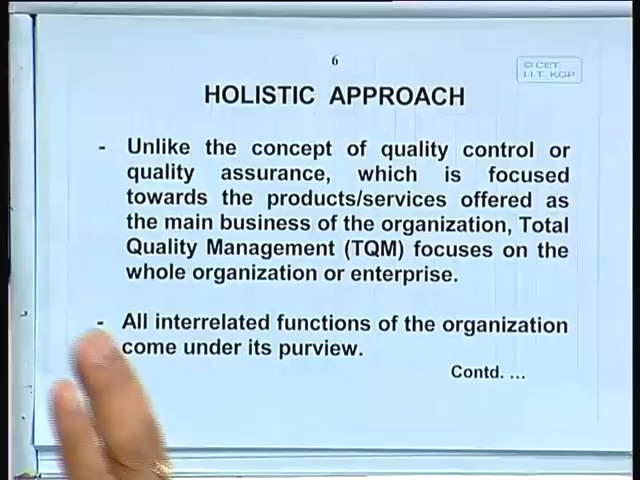 6
© CET
I.I.T. KGP
HOLISTIC APPROACH
- Unlike the concept of quality control or
quality assurance, which is focused
towards the products/services offered as
the main business of the organization, Total
Quality Management (TQM) focuses on the
whole organization or enterprise.
- All interrelated functions of the organization
come under its purview.
Contd. ...